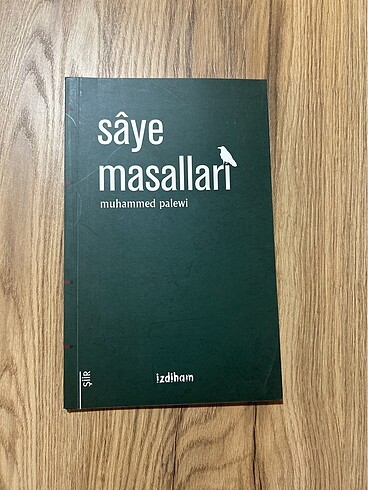 sâye
masalları
muhammed palewi
ŞİİR
izdiham